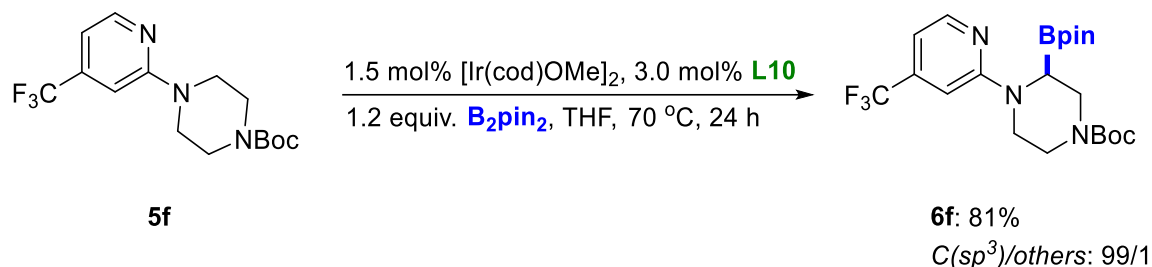 N
F3C
N
NBoc
5f
1.5 mol% [Ir(cod)OMe]2, 3.0 mol% L10
1.2 equiv. B2pin2, THF, 70 oC, 24 h
N
Bpin
F3C
N
NBoc
6f: 81%
C(sp3)/others: 99/1